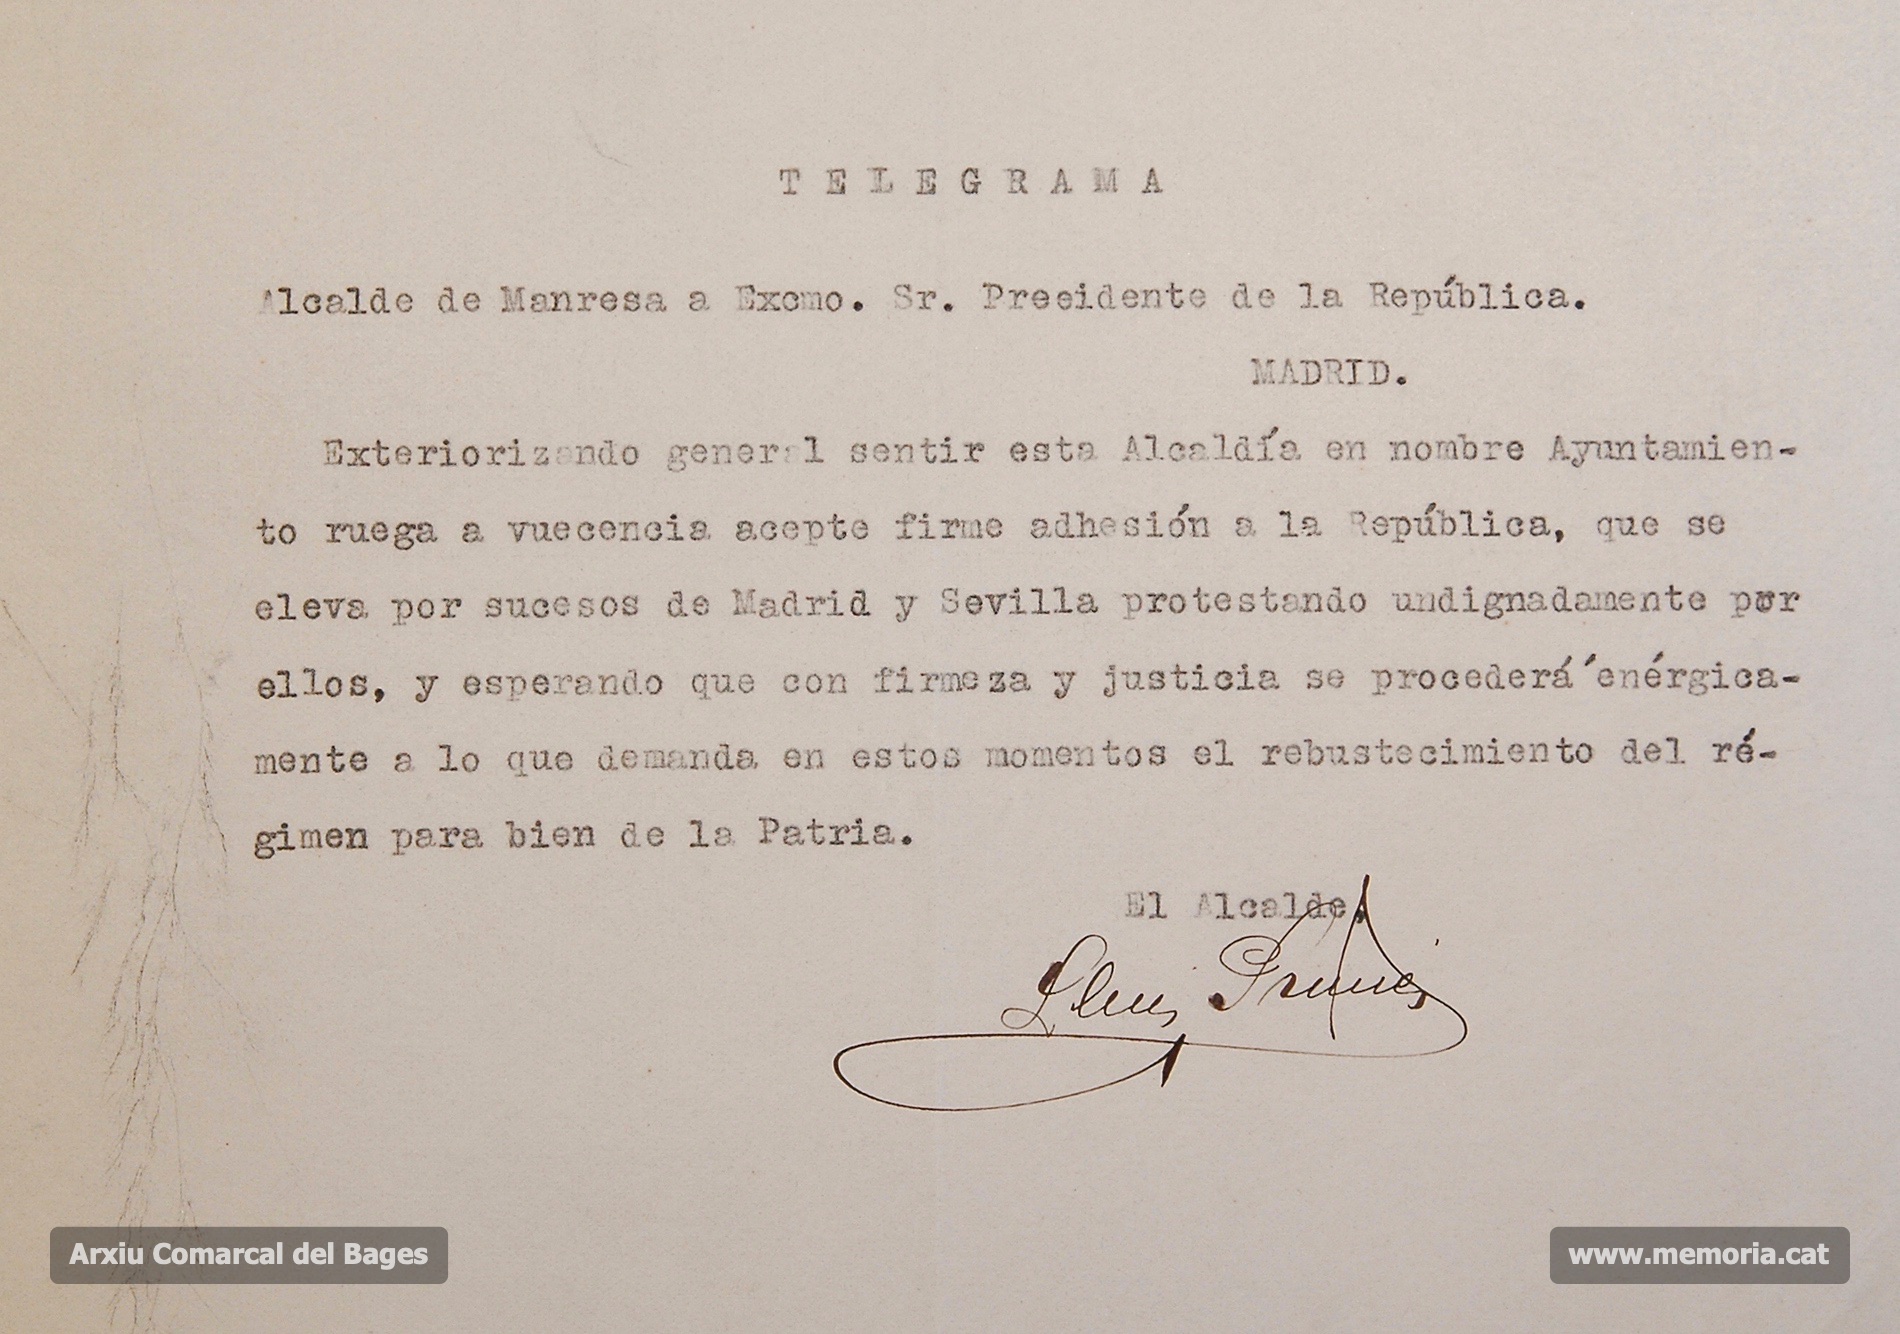 TELEGRAMA
Alcalde de Manresa a Excmo. Sr. Presidente de la República.
MADRID.
Exteriorizando general sentir esta Alcaldía en nombre Ayuntamien-
to ruega a vuecencia acepte firme adhesión a la República, que se
eleva por sucesos de Madrid y Sevilla protestando undignadamente por
ellos, y esperando que con firmeza y justicia se procederá enérgica-
mente a lo que demanda en estos momentos el rebustecimiento del ré-
gimen para bien de la Patria.
El Alcalde,
Lluis Prunés
Arxiu Comarcal del Bages
www.memoria.cat